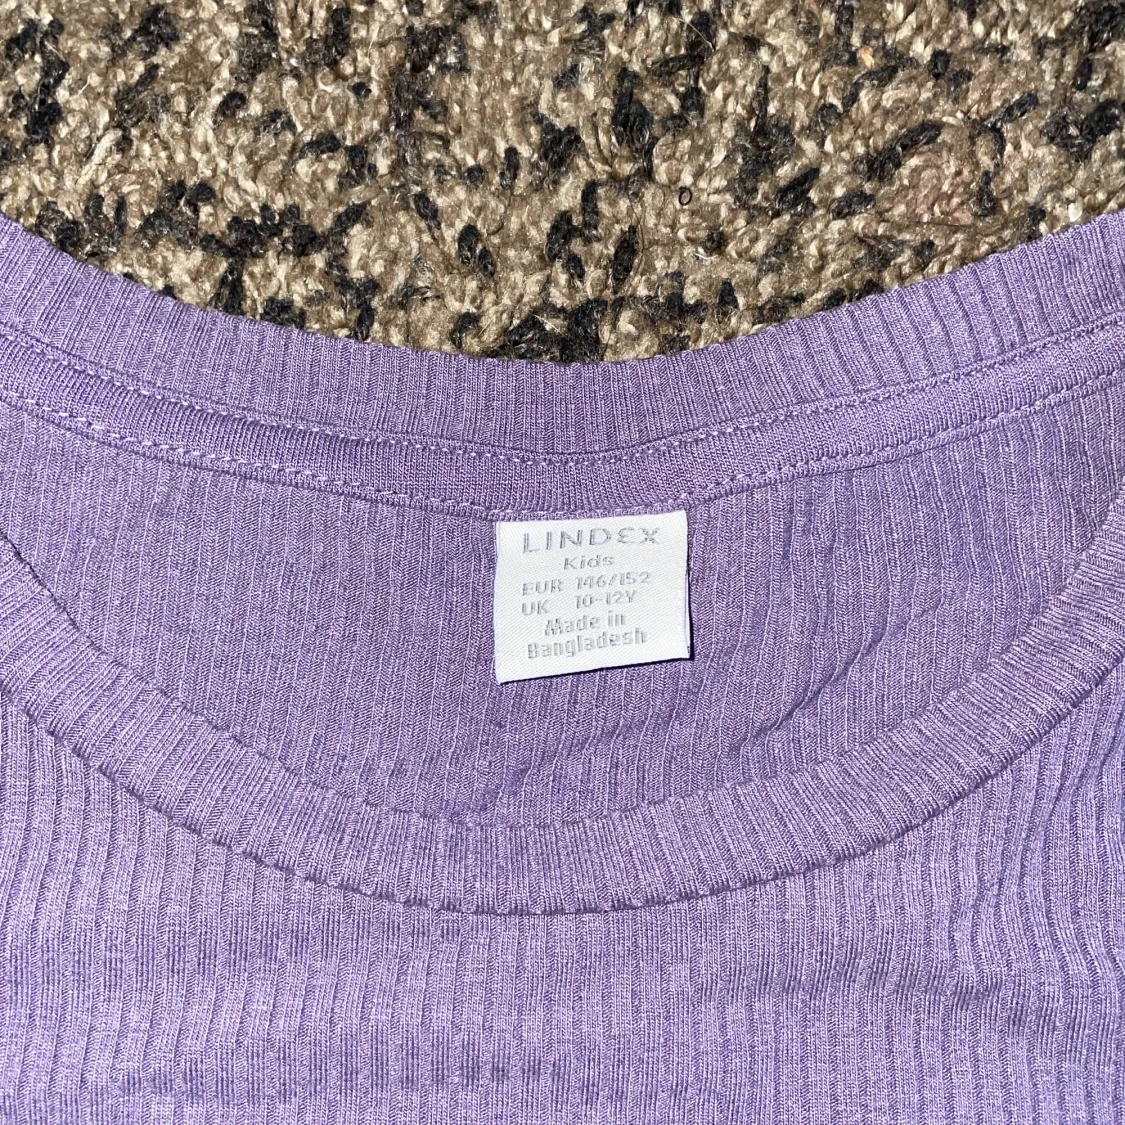 LINDEX
Kids
EUR 146/152
UK 10-12Y
Made in
Bangladesh